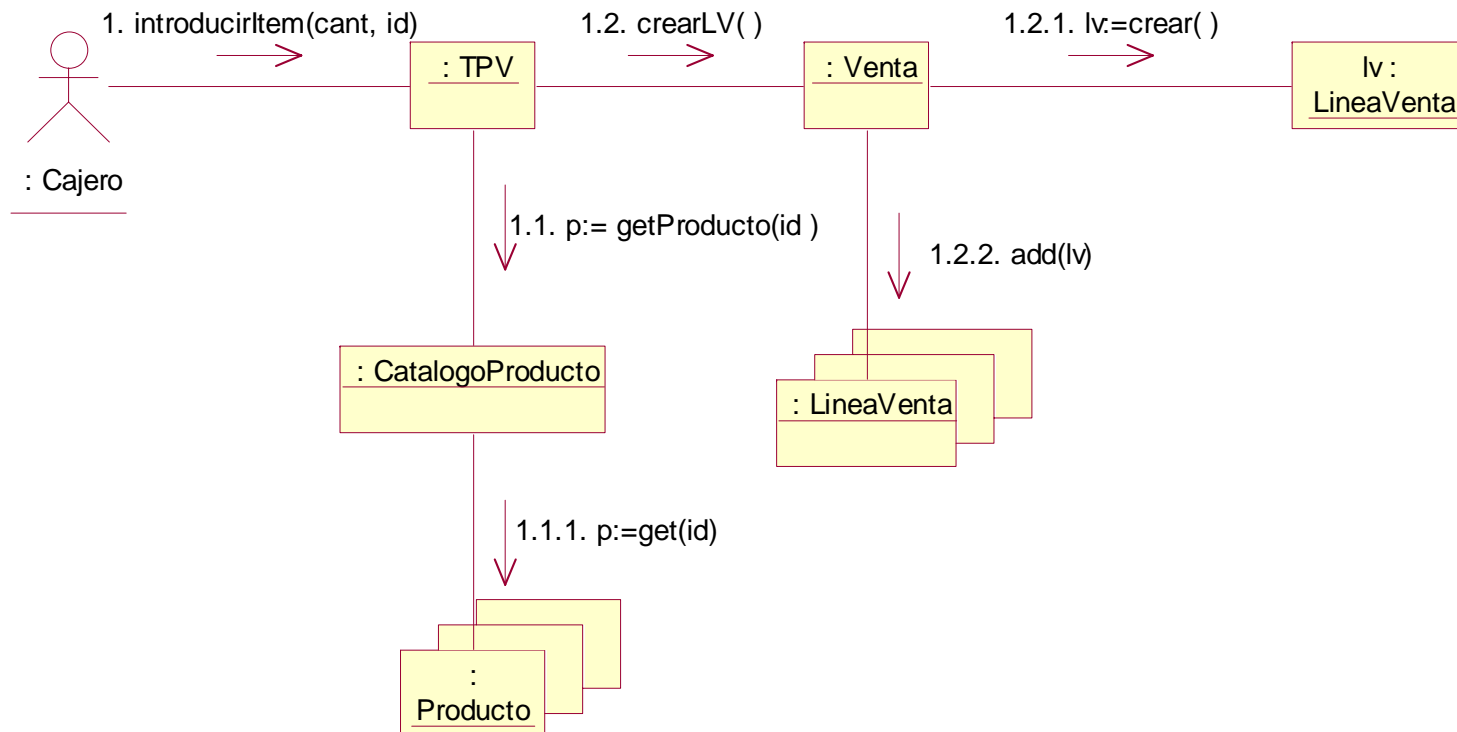 1. introducirItem(cant, id)
1.2. crearLV( )
1.2.1. lv:=crear( )
: TPV
: Venta
lv :
LineaVenta
: Cajero
1.1. p:= getProducto(id )
1.2.2. add(lv)
: CatalogoProducto
: LineaVenta
1.1.1. p:=get(id)
:
Producto